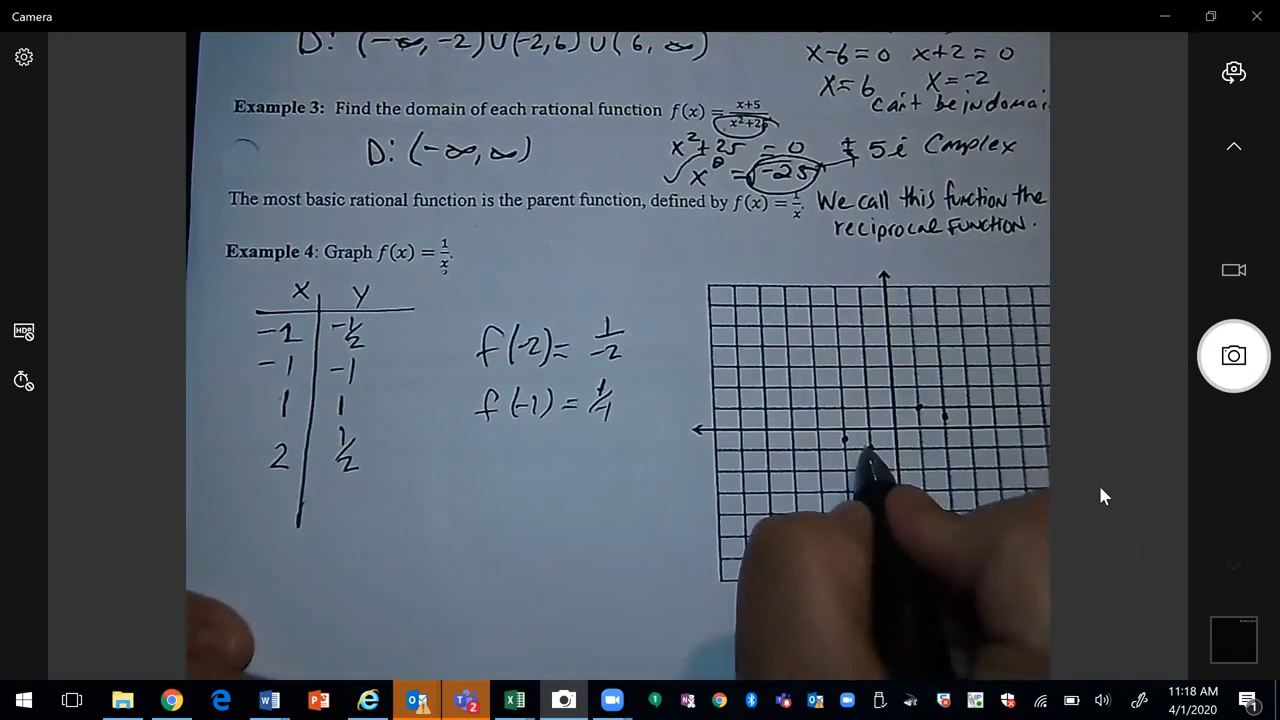 Camera
D: (-∞, -2) ∪ (-2, 6) ∪ (6, ∞)
x-6=0 x+2=0
x=6 x=-2
can't be in domai
Example 3: Find the domain of each rational function f(x) = x+5/x²+25
D: (-∞, ∞)
x²+25 = 0 ± 5i Complex
√x² = √-25
The most basic rational function is the parent function, defined by f(x) = 1/x.
We call this function the
reciprocal function.
Example 4: Graph f(x) = 1/x.
x y
-2 -1/2
-1 -1
1 1
2 1/2
f(-2) = 1/-2
f(-1) = 1/-1
11:18 AM
4/1/2020